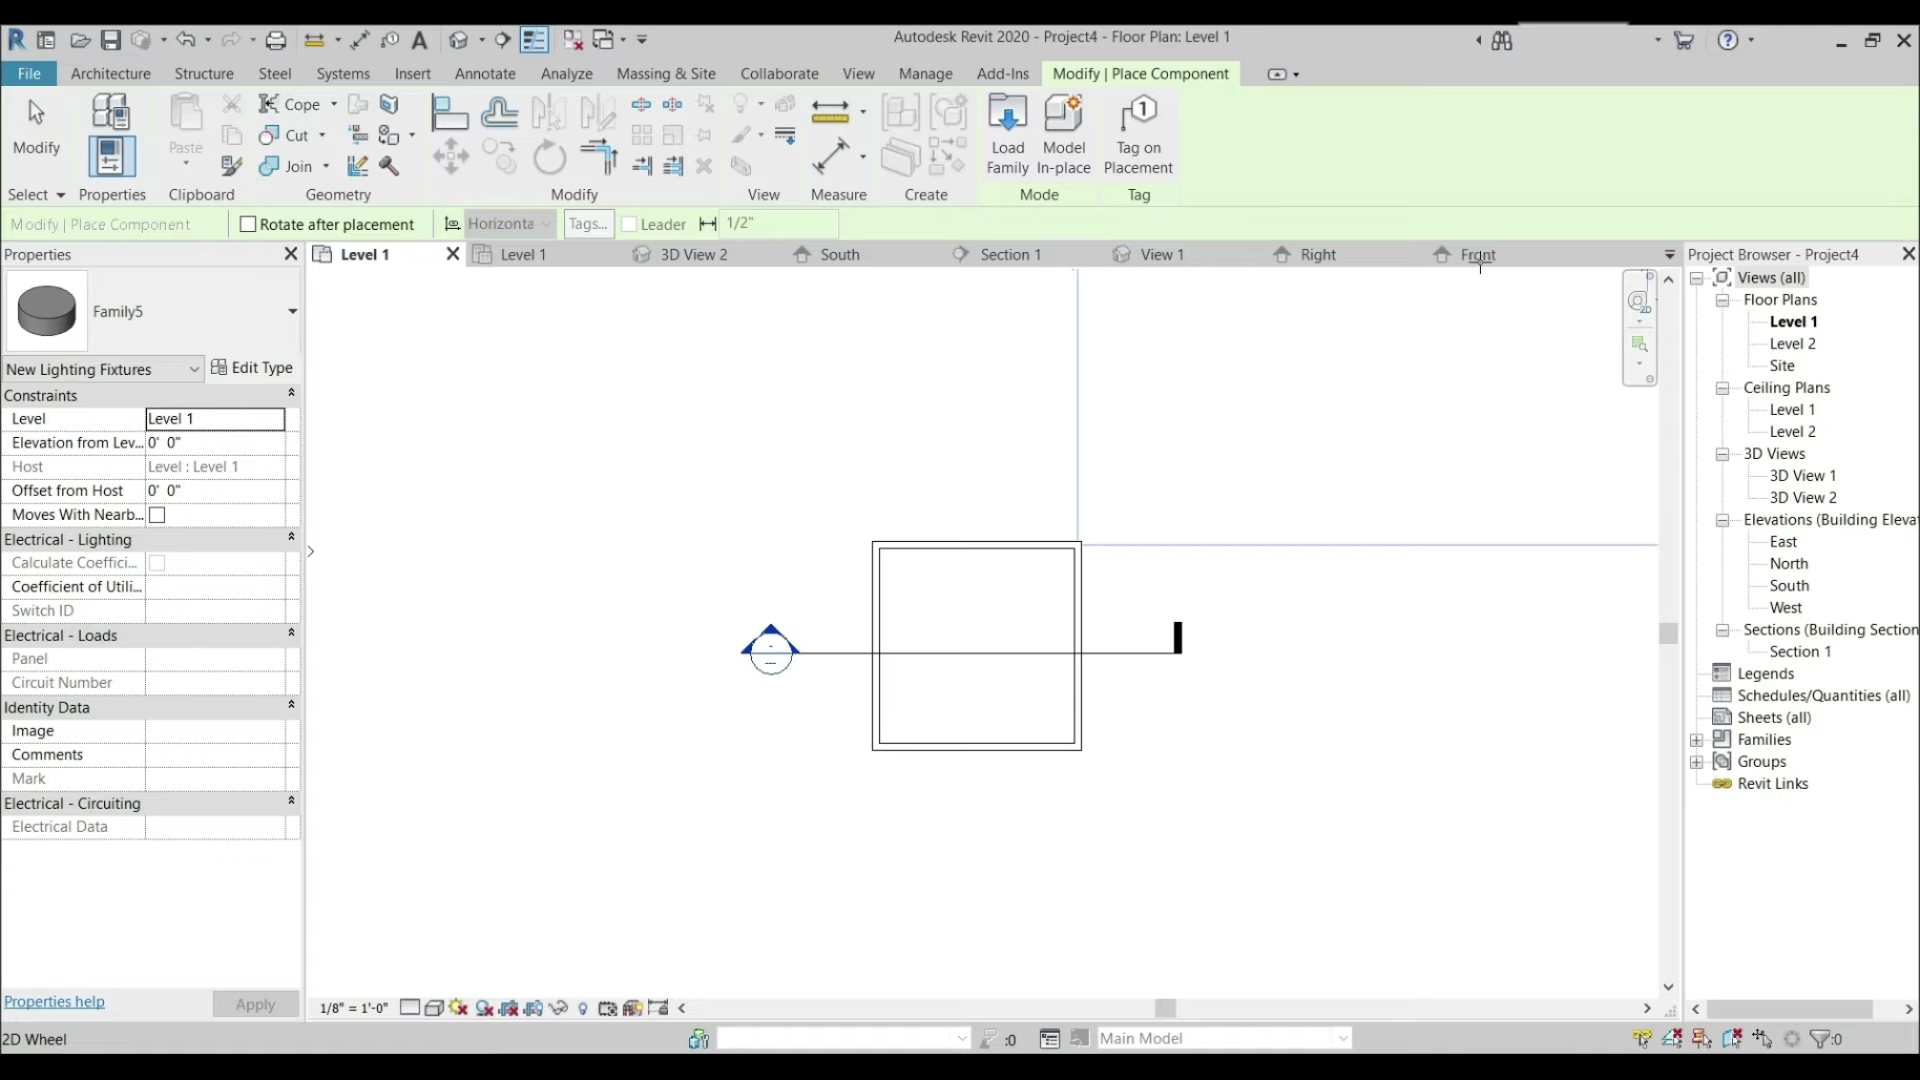 Autodesk Revit 2020 - Project4 - Floor Plan: Level 1
File Architecture Structure Steel Systems Insert Annotate Analyze Massing & Site Collaborate View Manage Add-Ins Modify | Place Component
Modify
Paste
Cope
Cut
Join
Load Family
Model In-place
Tag on Placement
Select Properties Clipboard Geometry Modify View Measure Create Mode Tag
Modify | Place Component Rotate after placement Horizonta Tags... Leader 1/2"
Properties
Level 1 Level 1 3D View 2 South Section 1 View 1 Right Front
Family5
New Lighting Fixtures Edit Type
Constraints
Level Level 1
Elevation from Lev... 0' 0"
Host Level : Level 1
Offset from Host 0' 0"
Moves With Nearb...
Electrical - Lighting
Calculate Coeffici...
Coefficient of Utili...
Switch ID
Electrical - Loads
Panel
Circuit Number
Identity Data
Image
Comments
Mark
Electrical - Circuiting
Electrical Data
Properties help Apply
2D
Project Browser - Project4
Views (all)
Floor Plans
Level 1
Level 2
Site
Ceiling Plans
Level 1
Level 2
3D Views
3D View 1
3D View 2
Elevations (Building Eleva
East
North
South
West
Sections (Building Section
Section 1
Legends
Schedules/Quantities (all)
Sheets (all)
Families
Groups
Revit Links
1/8" = 1'-0"
2D Wheel :0 Main Model :0